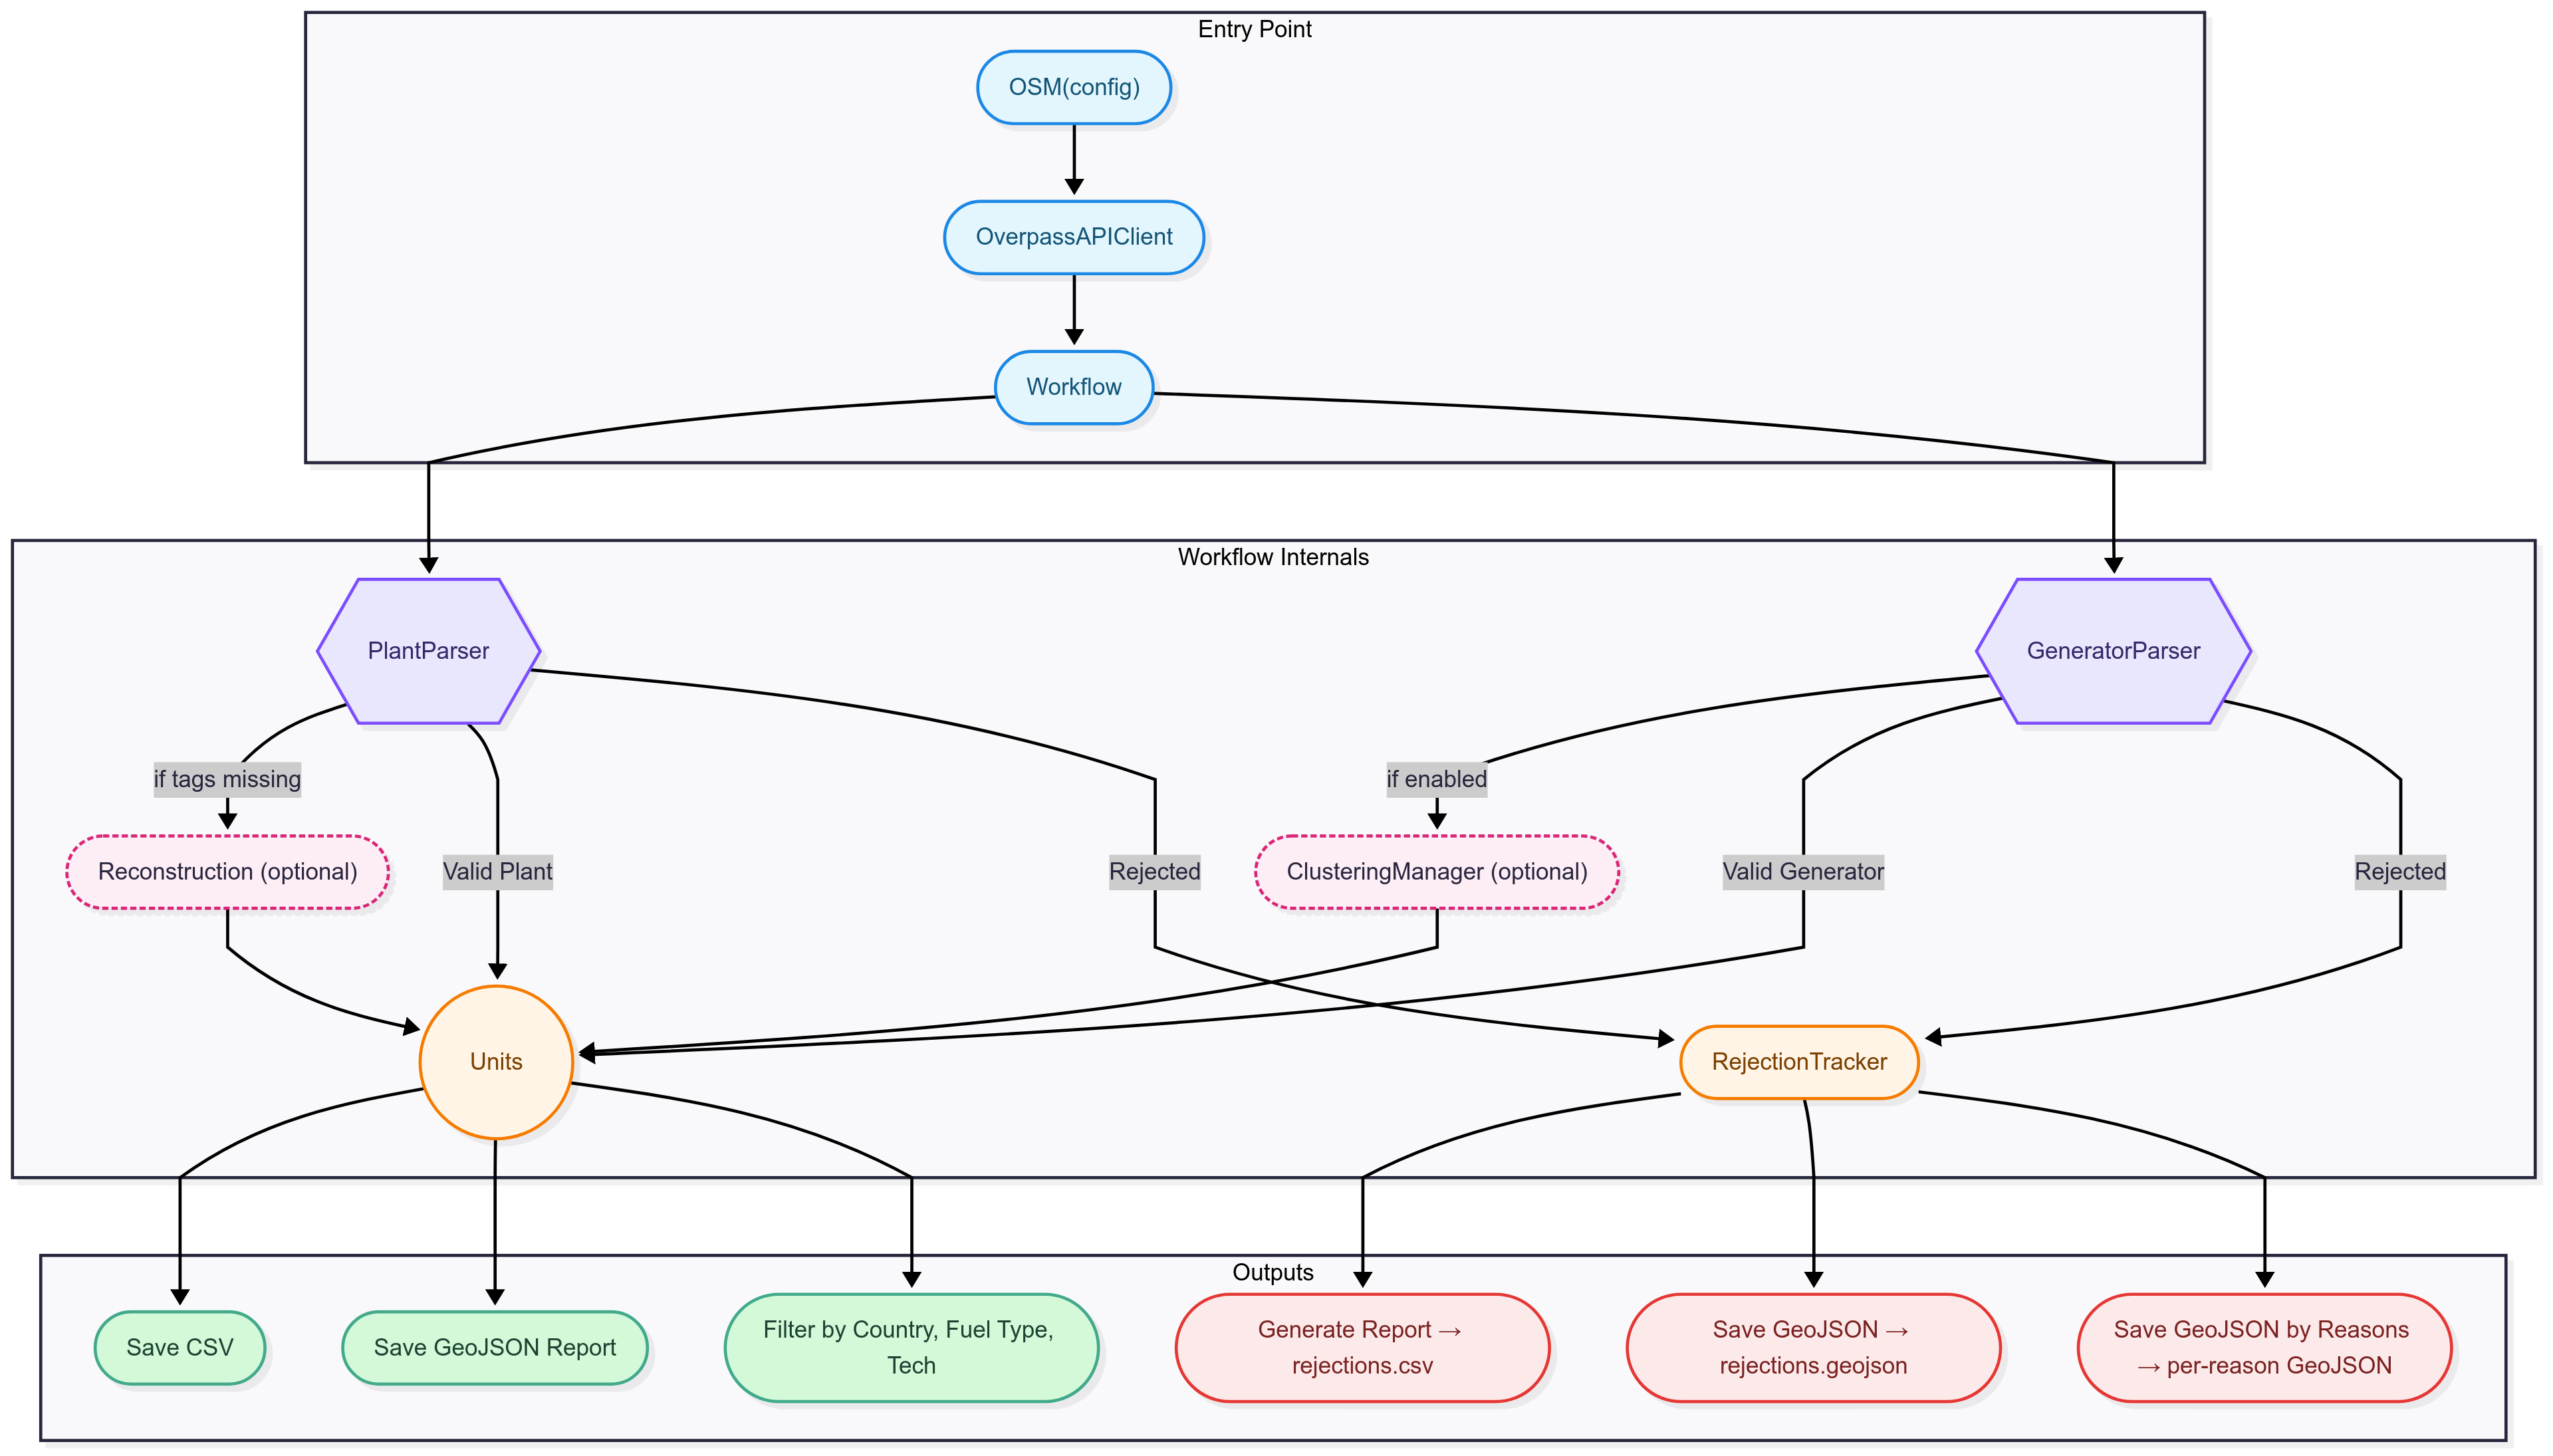 Entry Point
OSM(config)
OverpassAPIClient
Workflow
Workflow Internals
PlantParser
GeneratorParser
if tags missing
if enabled
Reconstruction (optional)
Valid Plant
Rejected
ClusteringManager (optional)
Valid Generator
Rejected
Units
RejectionTracker
Outputs
Save CSV
Save GeoJSON Report
Filter by Country, Fuel Type,
Tech
Generate Report →
rejections.csv
Save GeoJSON →
rejections.geojson
Save GeoJSON by Reasons
→ per-reason GeoJSON